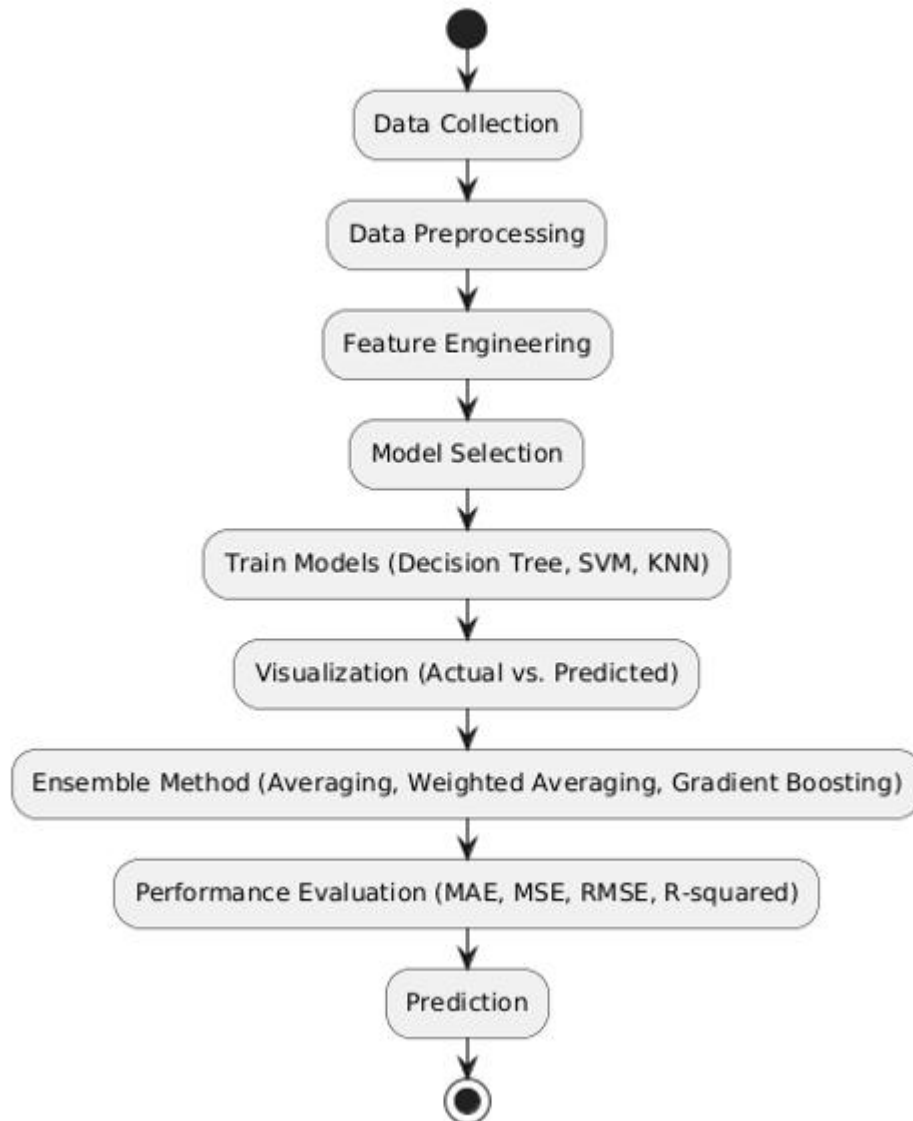 Data Collection
Data Preprocessing
Feature Engineering
Model Selection
Train Models (Decision Tree, SVM, KNN)
Visualization (Actual vs. Predicted)
Ensemble Method (Averaging, Weighted Averaging, Gradient Boosting)
Performance Evaluation (MAE, MSE, RMSE, R-squared)
Prediction